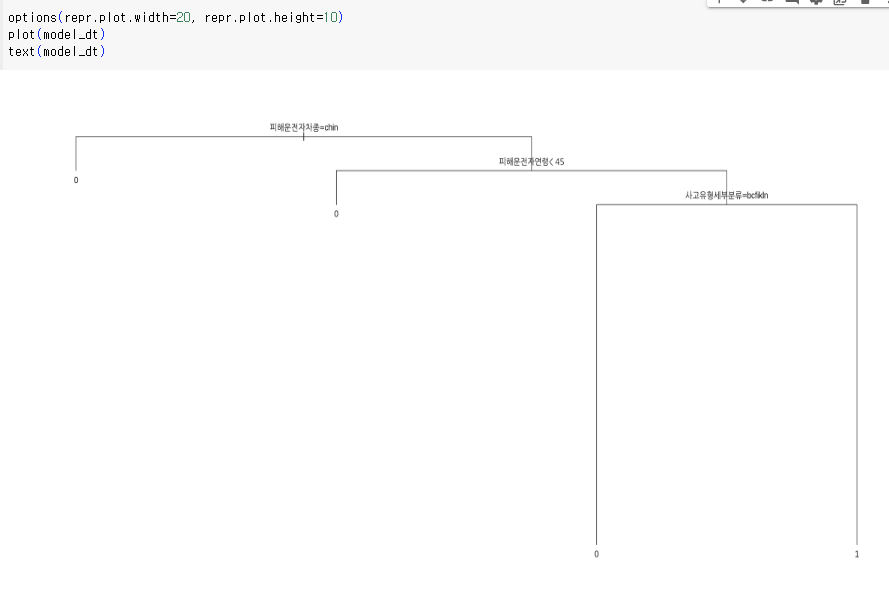 options(repr.plot.width=20, repr.plot.height=10)
plot(model_dt)
text(model_dt)
피해운전자차종=chin
0
피해운전자연령< 45
0
사고유형세부분류=bcfikln
0
1